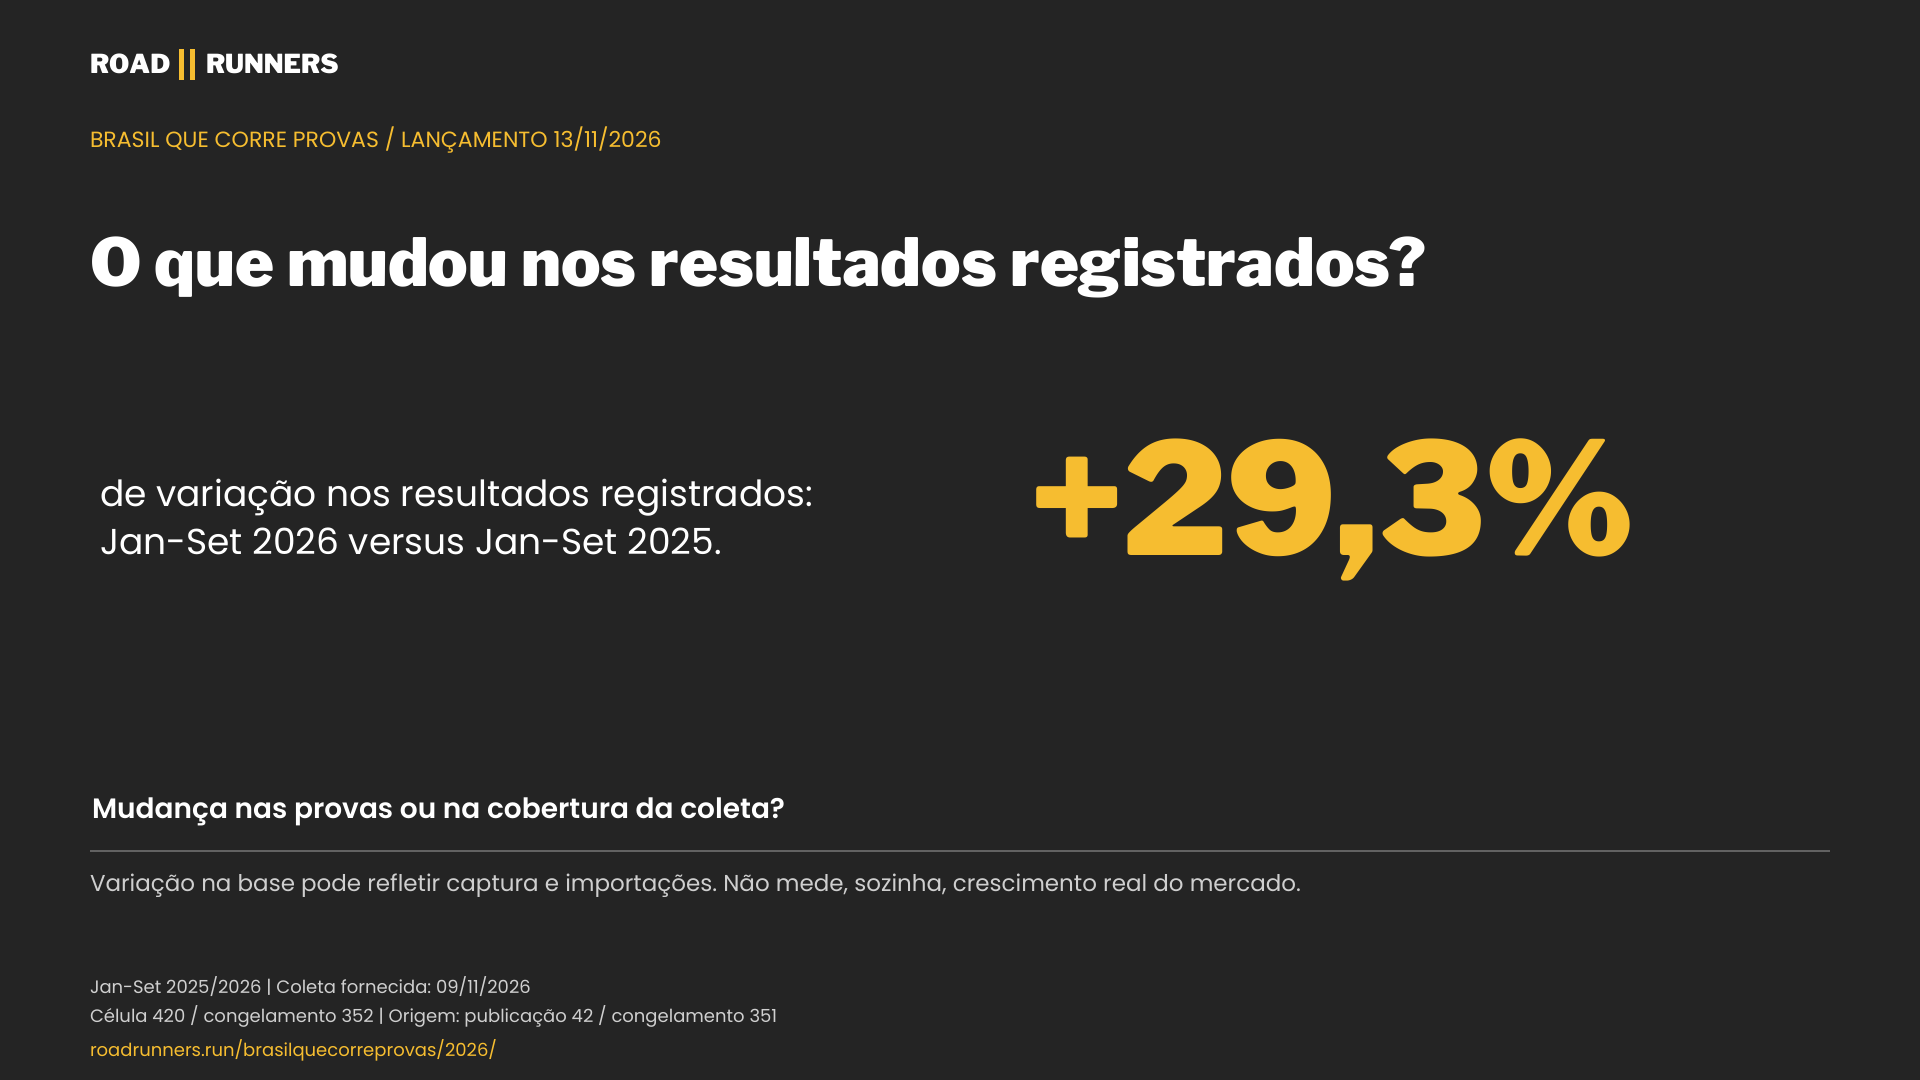 ROAD || RUNNERS
BRASIL QUE CORRE PROVAS / LANÇAMENTO 13/11/2026
O que mudou nos resultados registrados?
de variação nos resultados registrados:
Jan-Set 2026 versus Jan-Set 2025.
+29,3%
Mudança nas provas ou na cobertura da coleta?
Variação na base pode refletir captura e importações. Não mede, sozinha, crescimento real do mercado.
Jan-Set 2025/2026 | Coleta fornecida: 09/11/2026
Célula 420 / congelamento 352 | Origem: publicação 42 / congelamento 351
roadrunners.run/brasilquecorreprovas/2026/